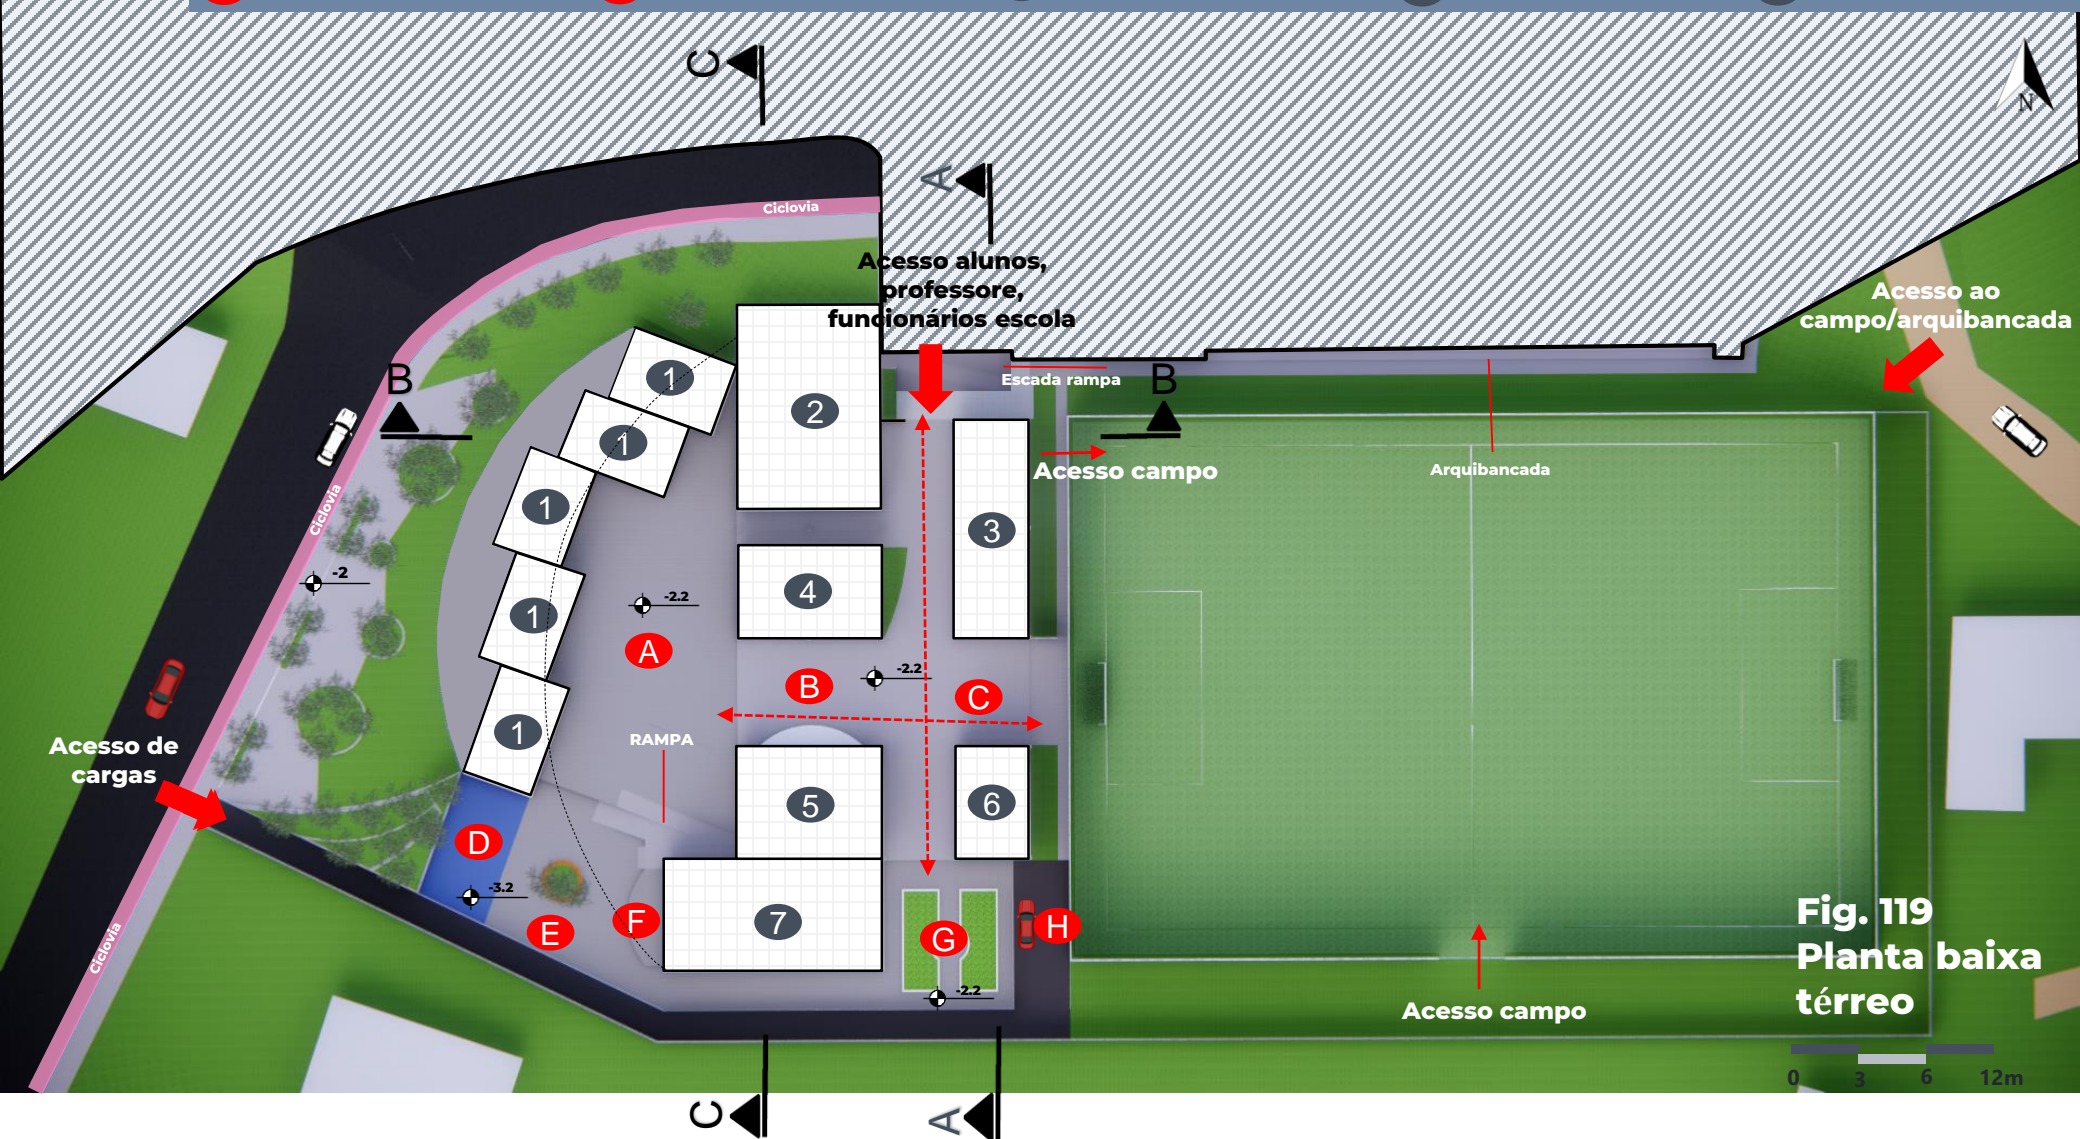 C
N
A
Ciclovia
Acesso alunos,
professore,
funcionários escola
Acesso ao
campo/arquibancada
B
Escada rampa
B
1
2
1
Acesso campo
Arquibancada
1
3
Ciclovia
-2
-2.2
4
1
A
-2.2
B
C
1
RAMPA
Acesso de
cargas
5
6
D
-3.2
E
F
7
G
H
Ciclovia
-2.2
Acesso campo
Fig. 119
Planta baixa
térreo
0 3 6 12m
C
A